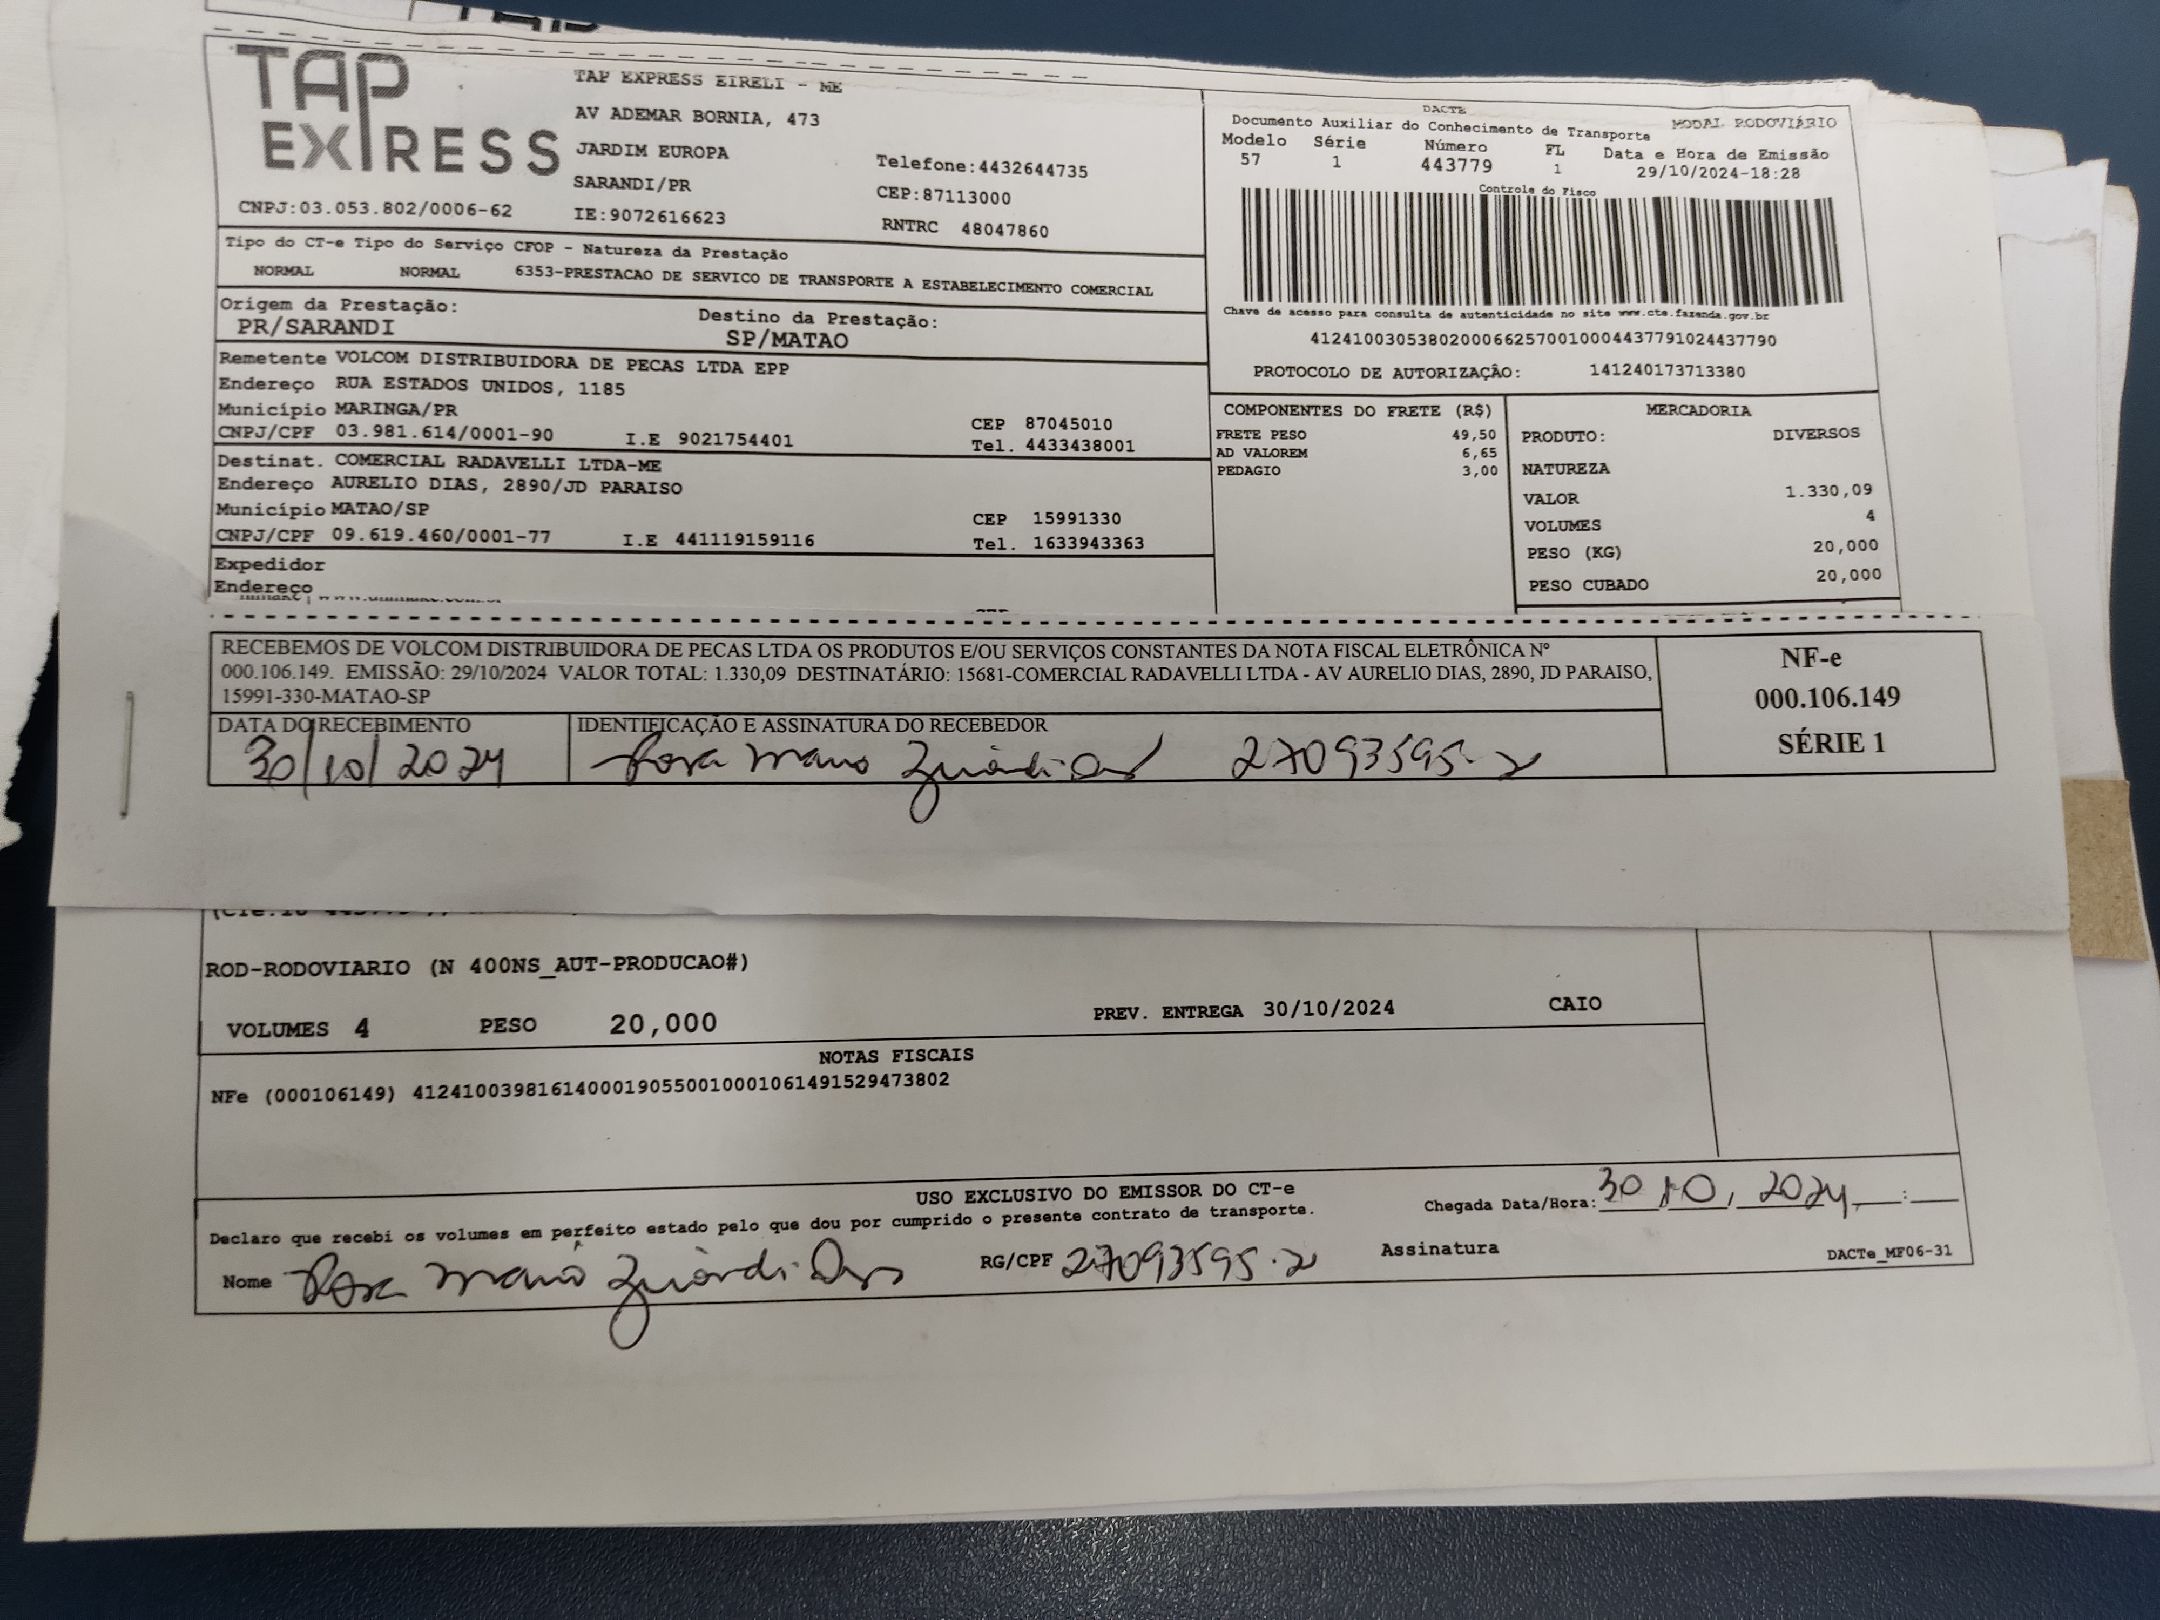 TAP EXPRESS
TAP EXPRESS EIRELI - ME
AV ADEMAR BORNIA, 473
JARDIM EUROPA
Telefone:4432644735
SARANDI/PR
CEP:87113000
CNPJ:03.053.802/0006-62
IE:9072616623
RNTRC 48047860
DACTE
Documento Auxiliar do Conhecimento de Transporte
MODAL RODOVIÁRIO
Modelo Série Número FL Data e Hora de Emissão
57 1 443779 1 29/10/2024-18:28
Controle do Fisco
Chave de acesso para consulta de autenticidade no site www.cte.fazenda.gov.br
41241003053802000662570010004437791024437790
PROTOCOLO DE AUTORIZAÇÃO: 141240173713380
Tipo do CT-e Tipo do Serviço CFOP - Natureza da Prestação
NORMAL NORMAL 6353-PRESTACAO DE SERVICO DE TRANSPORTE A ESTABELECIMENTO COMERCIAL
Origem da Prestação: Destino da Prestação:
PR/SARANDI SP/MATAO
Remetente VOLCOM DISTRIBUIDORA DE PECAS LTDA EPP
Endereço RUA ESTADOS UNIDOS, 1185
Município MARINGA/PR CEP 87045010
CNPJ/CPF 03.981.614/0001-90 I.E 9021754401 Tel. 4433438001
Destinat. COMERCIAL RADAVELLI LTDA-ME
Endereço AURELIO DIAS, 2890/JD PARAISO
Município MATAO/SP CEP 15991330
CNPJ/CPF 09.619.460/0001-77 I.E 441119159116 Tel. 1633943363
Expedidor
Endereço
COMPONENTES DO FRETE (R$)
FRETE PESO 49,50
AD VALOREM 6,65
PEDAGIO 3,00
MERCADORIA
PRODUTO: DIVERSOS
NATUREZA
VALOR 1.330,09
VOLUMES 4
PESO (KG) 20,000
PESO CUBADO 20,000
RECEBEMOS DE VOLCOM DISTRIBUIDORA DE PECAS LTDA OS PRODUTOS E/OU SERVIÇOS CONSTANTES DA NOTA FISCAL ELETRÔNICA Nº
000.106.149. EMISSÃO: 29/10/2024 VALOR TOTAL: 1.330,09 DESTINATÁRIO: 15681-COMERCIAL RADAVELLI LTDA - AV AURELIO DIAS, 2890, JD PARAISO,
15991-330-MATAO-SP
NF-e
000.106.149
SÉRIE 1
DATA DO RECEBIMENTO IDENTIFICAÇÃO E ASSINATURA DO RECEBEDOR
30/10/2024 Rosa Maria 27093595-2
ROD-RODOVIARIO (N 400NS_AUT-PRODUCAO#)
VOLUMES 4 PESO 20,000 PREV. ENTREGA 30/10/2024 CAIO
NOTAS FISCAIS
NFe (000106149) 41241003981614000190550010001061491529473802
USO EXCLUSIVO DO EMISSOR DO CT-e
Declaro que recebi os volumes em perfeito estado pelo que dou por cumprido o presente contrato de transporte.
Chegada Data/Hora: 30/10/2024 __:__
Nome Rosa Maria RG/CPF 27093595-2 Assinatura
DACTe_MF06-31